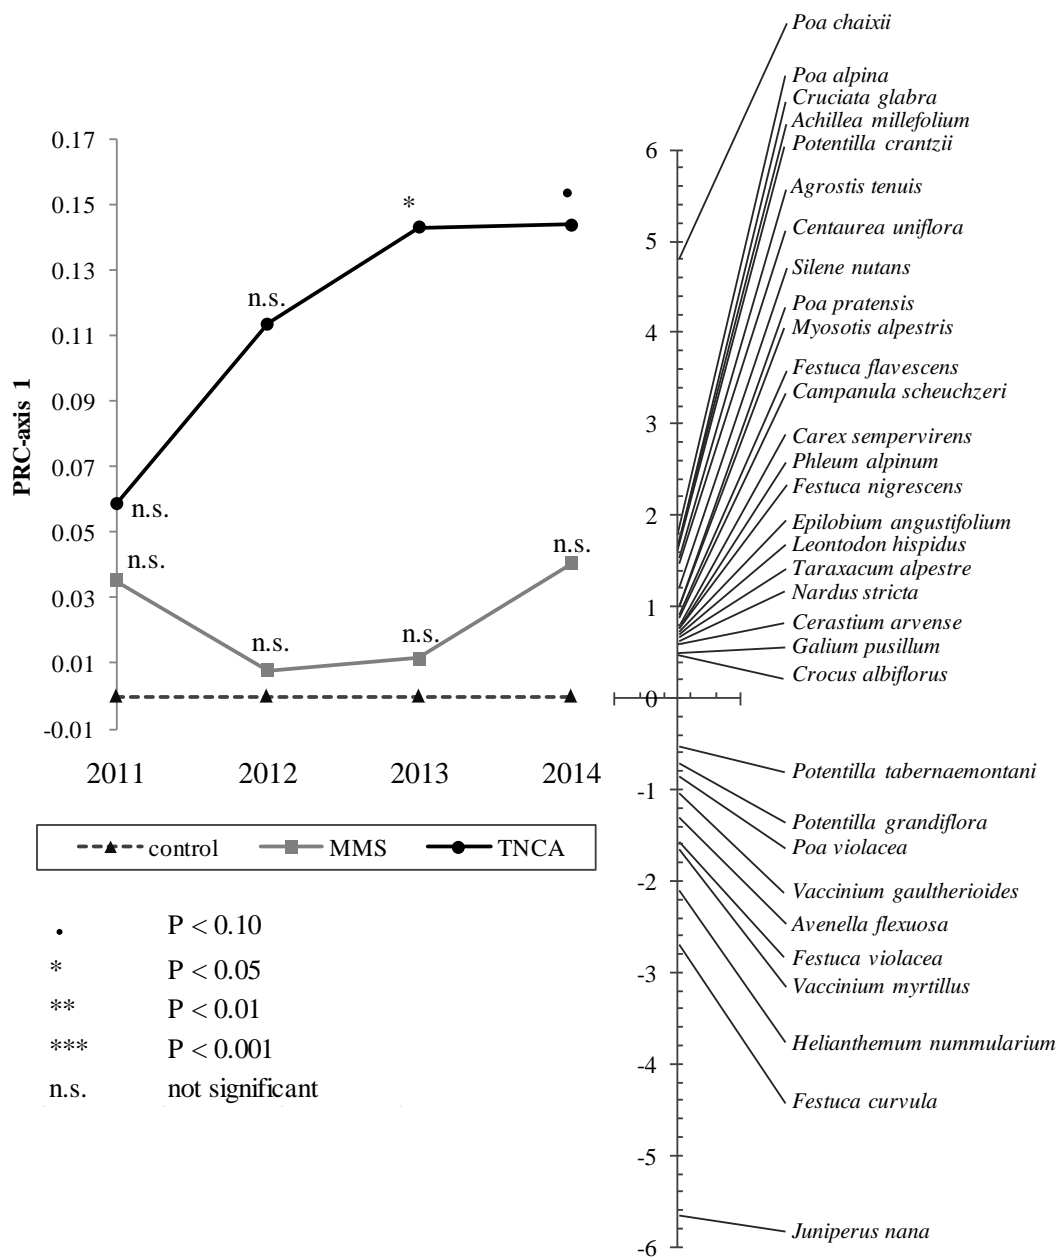 Poa chaixii
Poa alpina
Cruciata glabra
Achillea millefolium
Potentilla crantzii
Agrostis tenuis
Centaurea uniflora
Silene nutans
Poa pratensis
Myosotis alpestris
Festuca flavescens
Campanula scheuchzeri
Carex sempervirens
Phleum alpinum
Festuca nigrescens
Epilobium angustifolium
Leontodon hispidus
Taraxacum alpestre
Nardus stricta
Cerastium arvense
Galium pusillum
Crocus albiflorus
Potentilla tabernaemontani
Potentilla grandiflora
Poa violacea
Vaccinium gaultherioides
Avenella flexuosa
Festuca violacea
Vaccinium myrtillus
Helianthemum nummularium
Festuca curvula
Juniperus nana
6
5
4
3
2
1
0
-1
-2
-3
-4
-5
-6
PRC-axis 1
0.17
0.15
0.13
0.11
0.09
0.07
0.05
0.03
0.01
-0.01
n.s.
n.s.
*
•
n.s.
n.s.
n.s.
n.s.
2011 2012 2013 2014
control MMS TNCA
. P < 0.10
* P < 0.05
** P < 0.01
*** P < 0.001
n.s. not significant